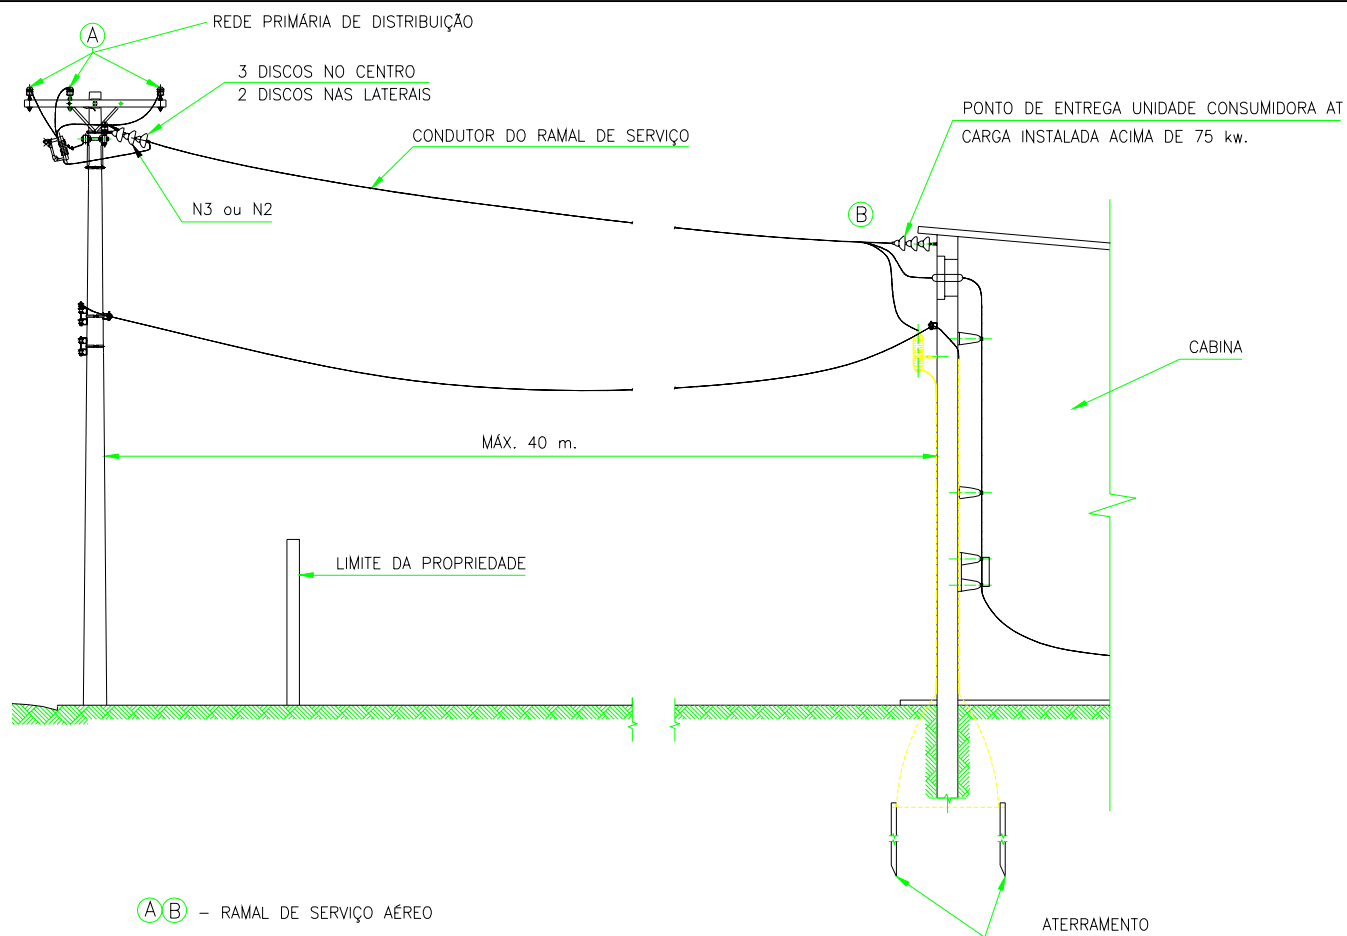 REDE PRIMÁRIA DE DISTRIBUIÇÃO
A
3 DISCOS NO CENTRO
2 DISCOS NAS LATERAIS
PONTO DE ENTREGA UNIDADE CONSUMIDORA AT
CARGA INSTALADA ACIMA DE 75 kw.
CONDUTOR DO RAMAL DE SERVIÇO
N3 ou N2
B
CABINA
MÁX. 40 m.
LIMITE DA PROPRIEDADE
A B - RAMAL DE SERVIÇO AÉREO
ATERRAMENTO